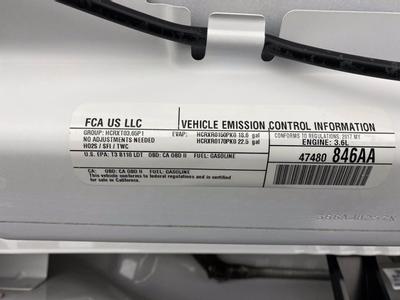 FCA US LLC VEHICLE EMISSION CONTROL INFORMATION
GROUP: HCRXT03.65P1 EVAP: HCRXR0150PK0 18.6 gal CONFORMS TO REGULATIONS: 2017 MY
NO ADJUSTMENTS NEEDED HCRXR0170PK0 22.5 gal ENGINE: 3.6L
HO2S / SFI / TWC 47480 846AA
U.S. EPA: T3 B110 LDT OBD: CA OBD II FUEL: GASOLINE
CA: OBD: CA OBD II FUEL: GASOLINE
This vehicle conforms to federal regulations and is certified
for sale in California.